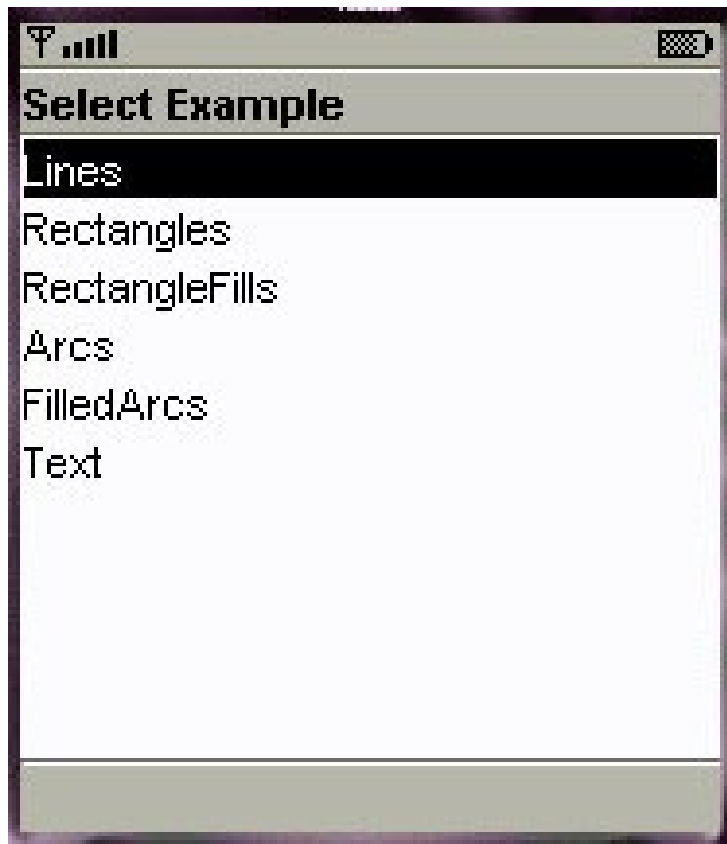 Select Example
Lines
Rectangles
RectangleFills
Arcs
FilledArcs
Text